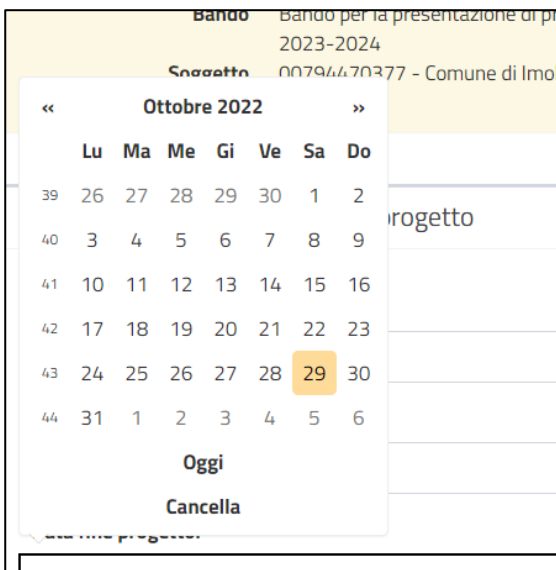 Bando Bando per la presentazione di
2023-2024
Soggetto 00794470377 - Comune di
« Ottobre 2022 »
Lu Ma Me Gi Ve Sa Do
39 26 27 28 29 30 1 2
40 3 4 5 6 7 8 9
41 10 11 12 13 14 15 16
42 17 18 19 20 21 22 23
43 24 25 26 27 28 29 30
44 31 1 2 3 4 5 6
Oggi
Cancella
rogetto
fine progetto: